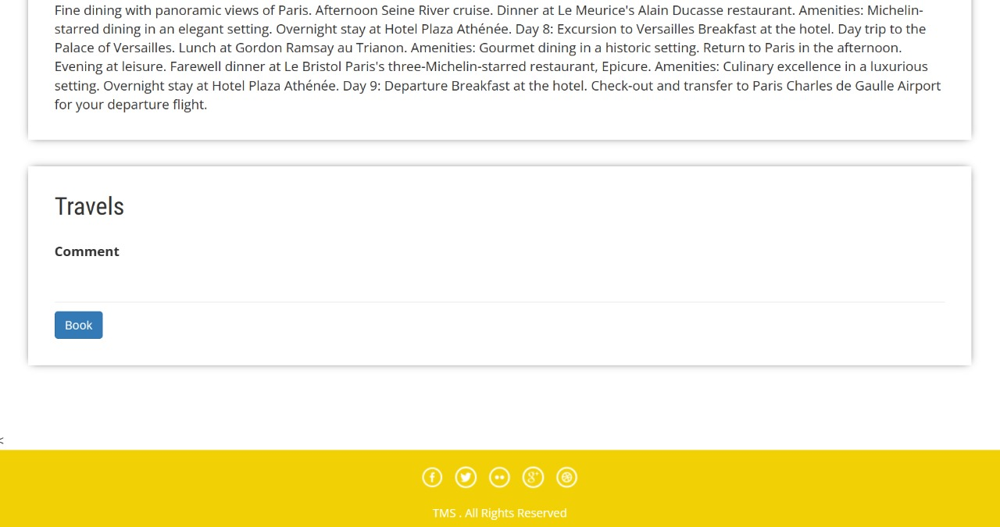 Fine dining with panoramic views of Paris. Afternoon Seine River cruise. Dinner at Le Meurice's Alain Ducasse restaurant. Amenities: Michelin-
starred dining in an elegant setting. Overnight stay at Hotel Plaza Athénée. Day 8: Excursion to Versailles Breakfast at the hotel. Day trip to the
Palace of Versailles. Lunch at Gordon Ramsay au Trianon. Amenities: Gourmet dining in a historic setting. Return to Paris in the afternoon.
Evening at leisure. Farewell dinner at Le Bristol Paris's three-Michelin-starred restaurant, Epicure. Amenities: Culinary excellence in a luxurious
setting. Overnight stay at Hotel Plaza Athénée. Day 9: Departure Breakfast at the hotel. Check-out and transfer to Paris Charles de Gaulle Airport
for your departure flight.
Travels
Comment
Book
<
TMS . All Rights Reserved